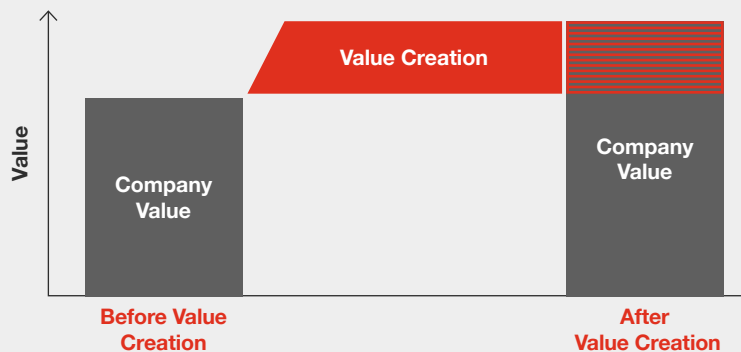 Value
Value Creation
Company
Value
Company
Value
Before Value
Creation
After
Value Creation